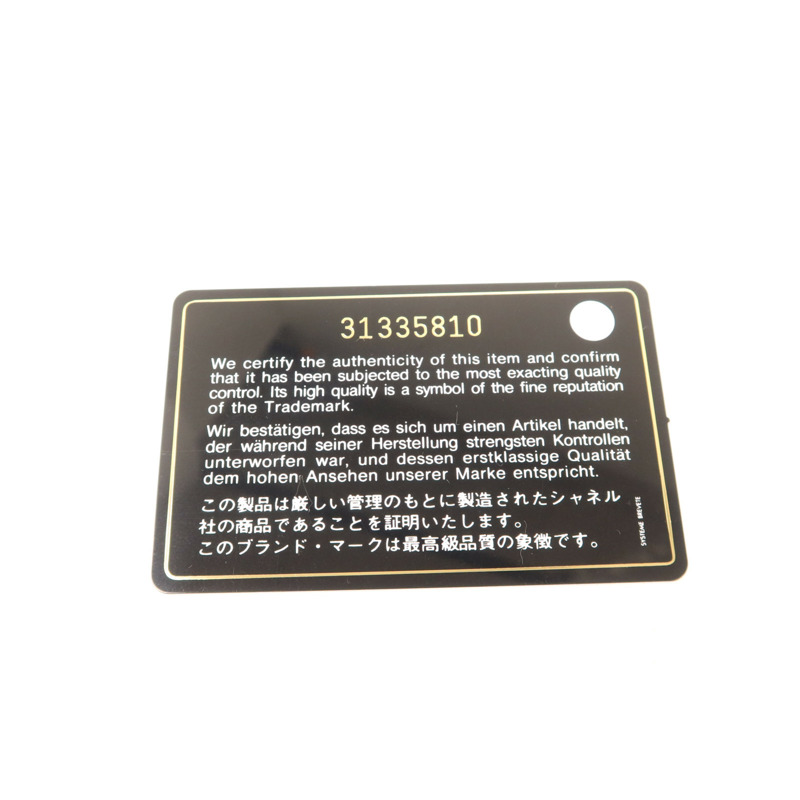 31335810
We certify the authenticity of this item and confirm
that it has been subjected to the most exacting quality
control. Its high quality is a symbol of the fine reputation
of the Trademark.
Wir bestätigen, dass es sich um einen Artikel handelt,
der während seiner Herstellung strengsten Kontrollen
unterworfen war, und dessen erstklassige Qualität
dem hohen Ansehen unserer Marke entspricht.
この製品は厳しい管理のもとに製造されたシャネル
社の商品であることを証明いたします。
このブランド・マークは最高級品質の象徴です。
SYSTEME BREVETE